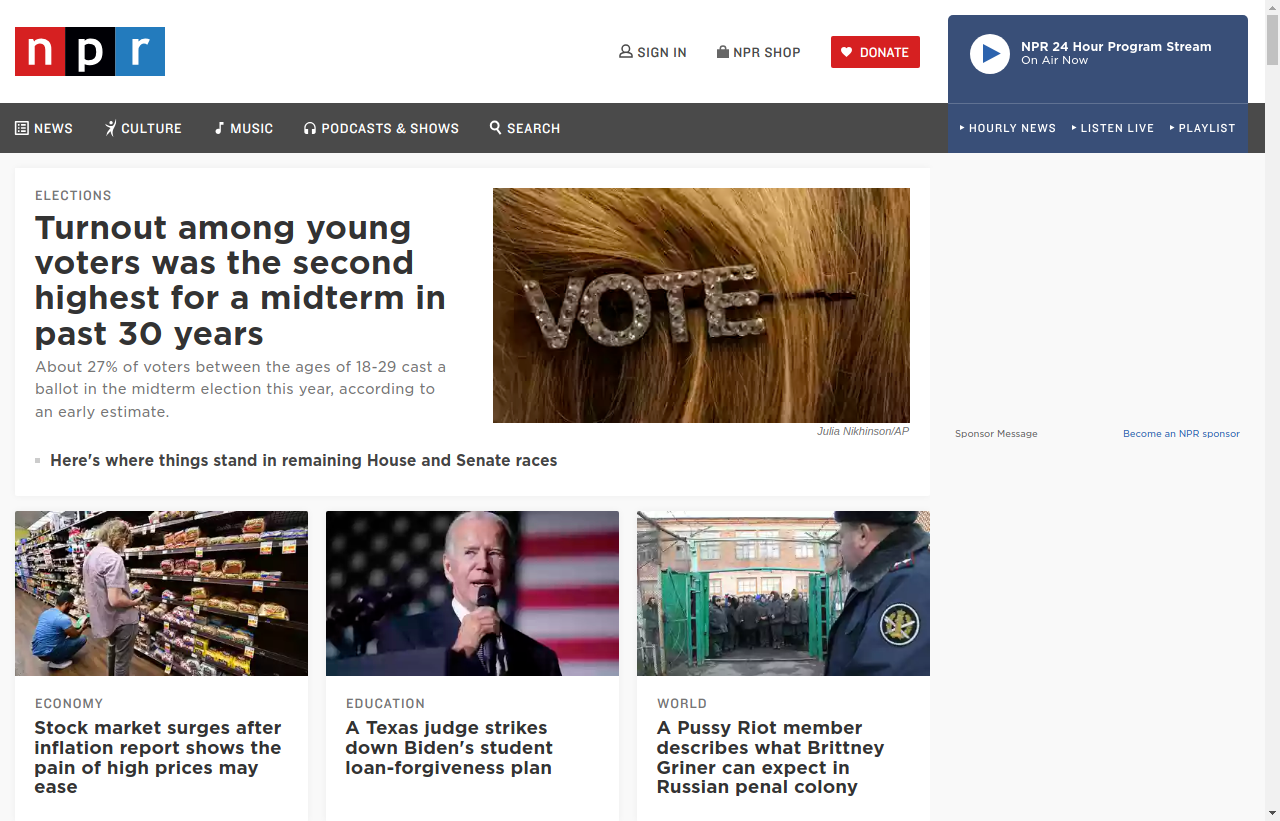 npr
SIGN IN
NPR SHOP
DONATE
NPR 24 Hour Program Stream
On Air Now
NEWS
CULTURE
MUSIC
PODCASTS & SHOWS
SEARCH
HOURLY NEWS
LISTEN LIVE
PLAYLIST
ELECTIONS
Turnout among young
voters was the second
highest for a midterm in
past 30 years
About 27% of voters between the ages of 18-29 cast a
ballot in the midterm election this year, according to
an early estimate.
VOTE
Julia Nikhinson/AP
Here's where things stand in remaining House and Senate races
Sponsor Message
Become an NPR sponsor
ECONOMY
Stock market surges after
inflation report shows the
pain of high prices may
ease
EDUCATION
A Texas judge strikes
down Biden's student
loan-forgiveness plan
WORLD
A Pussy Riot member
describes what Brittney
Griner can expect in
Russian penal colony